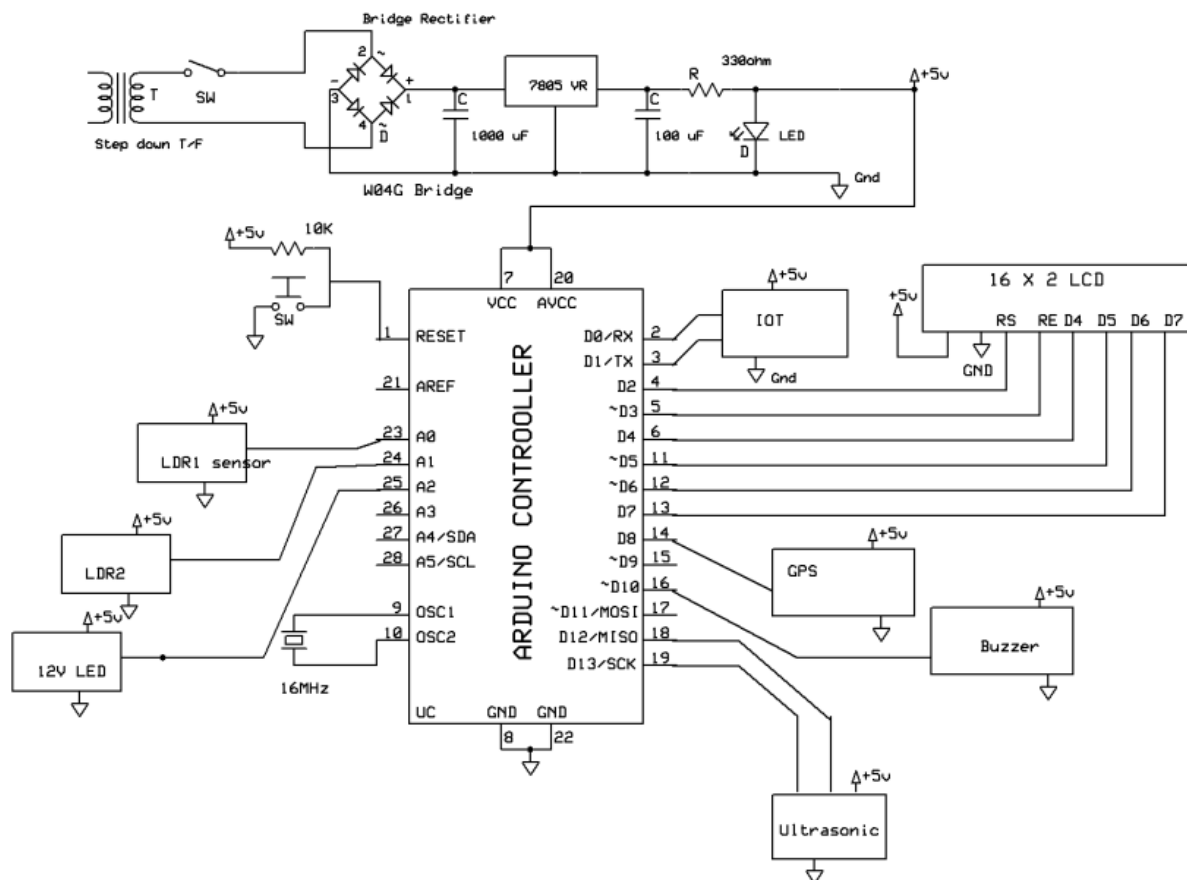 Bridge Rectifier
2 ~
- +
3 1
4 ~
D
T
SW
Step down T/F
W04G Bridge
C
1000 uF
7805 VR
C
100 uF
R
330ohm
D
LED
+5v
Gnd
+5v
10K
SW
7 20
VCC AVCC
1 RESET
21 AREF
23 A0
24 A1
25 A2
26 A3
27 A4/SDA
28 A5/SCL
9 OSC1
10 OSC2
UC
GND GND
8 22
ARDUINO CONTROOLLER
D0/RX 2
D1/TX 3
D2 4
~D3 5
D4 6
~D5 11
~D6 12
D7 13
D8 14
~D9 15
~D10 16
~D11/MOSI 17
D12/MISO 18
D13/SCK 19
+5v
LDR1 sensor
+5v
LDR2
+5v
12V LED
16MHz
+5v
IOT
Gnd
+5v
16 X 2 LCD
RS RE D4 D5 D6 D7
GND
+5v
GPS
+5v
Buzzer
+5v
Ultrasonic